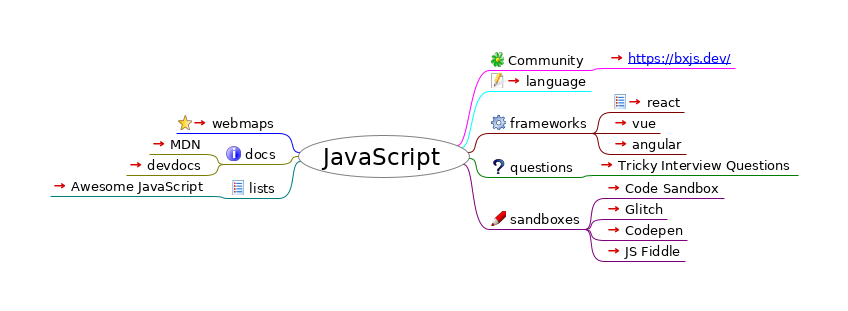 JavaScript
Community
https://bxjs.dev/
language
frameworks
react
vue
angular
questions
Tricky Interview Questions
sandboxes
Code Sandbox
Glitch
Codepen
JS Fiddle
webmaps
docs
MDN
devdocs
lists
Awesome JavaScript